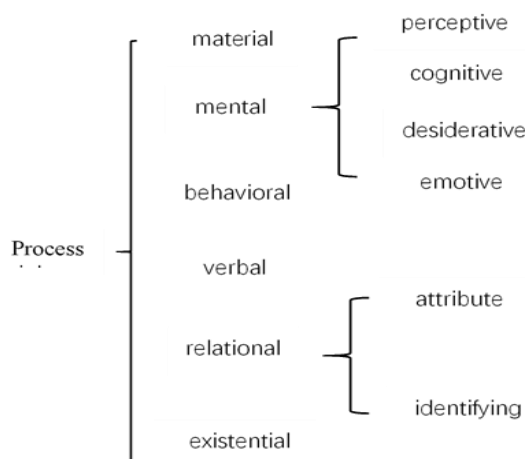 Process
material
mental
perceptive
cognitive
desiderative
emotive
behavioral
verbal
relational
attribute
identifying
existential